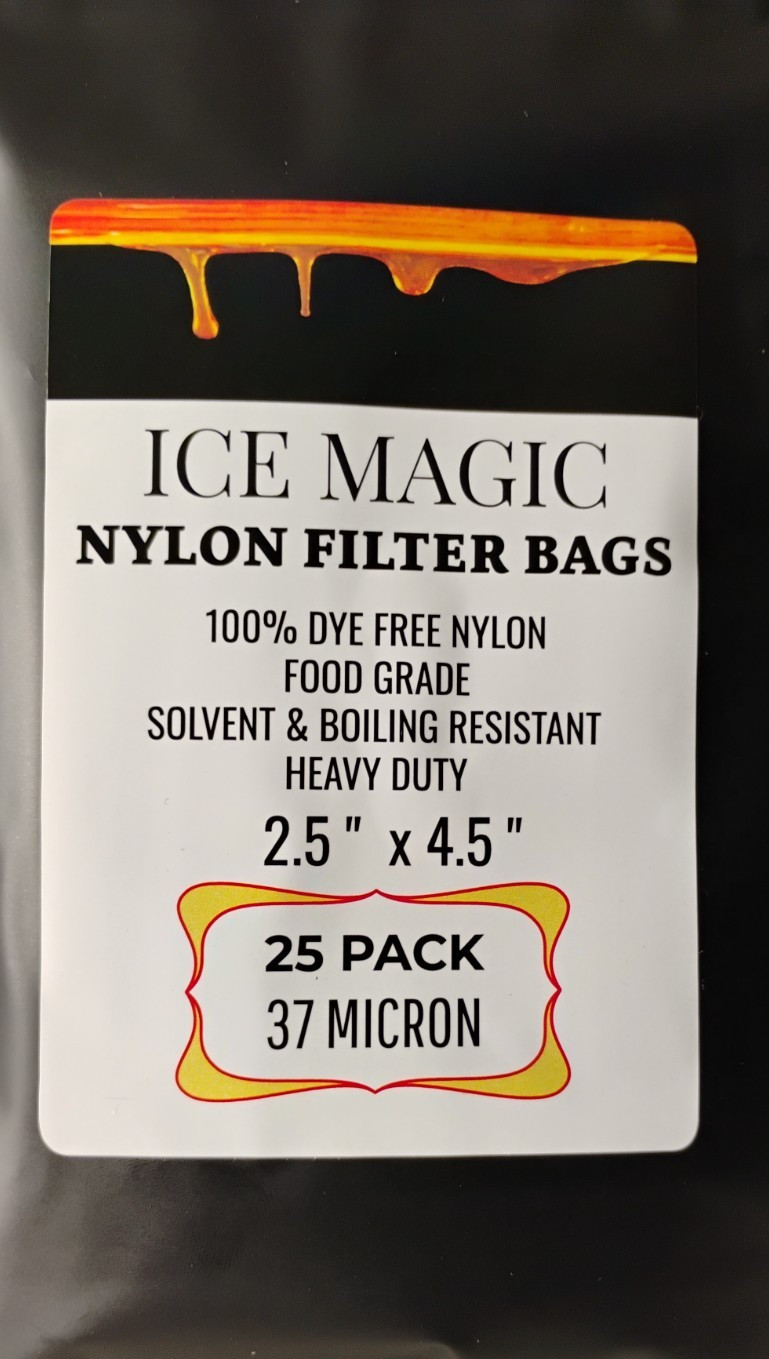 ICE MAGIC
NYLON FILTER BAGS
100% DYE FREE NYLON
FOOD GRADE
SOLVENT & BOILING RESISTANT
HEAVY DUTY
2.5 " x 4.5 "
25 PACK
37 MICRON